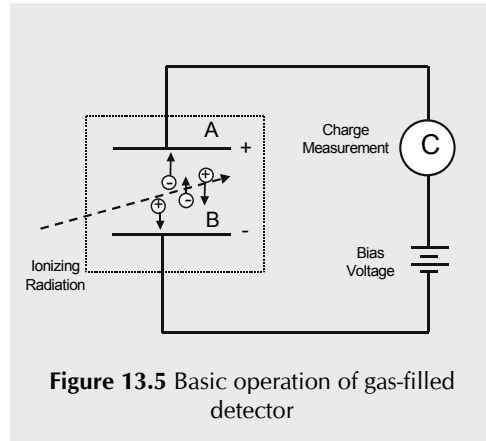 A
+
Charge
Measurement
C
+
-
-
+
B
-
Ionizing
Radiation
Bias
Voltage
Figure 13.5 Basic operation of gas-filled
detector